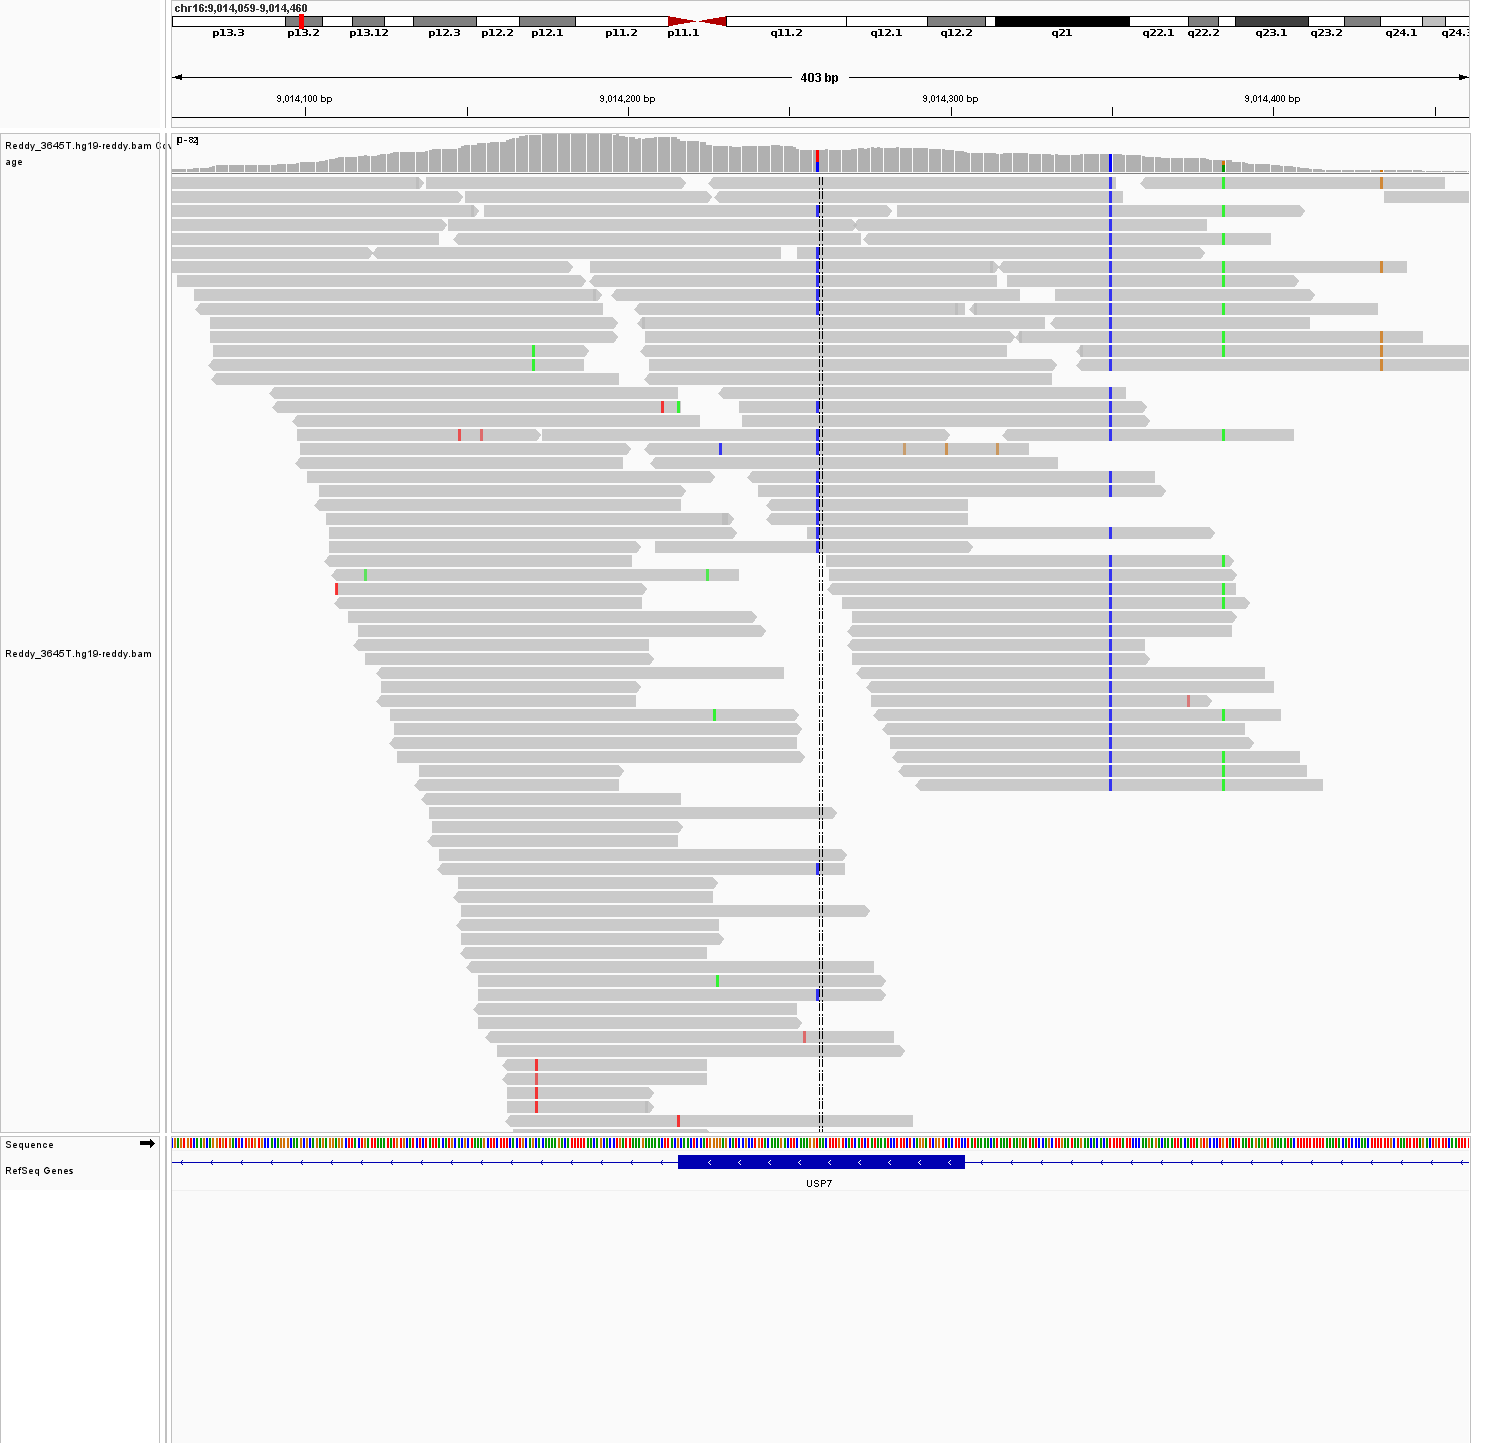 chr16:9,014,059-9,014,460
p13.3 p13.2 p13.12 p12.3 p12.2 p12.1 p11.2 p11.1 q11.2 q12.1 q12.2 q21 q22.1 q22.2 q23.1 q23.2 q24.1 q24.3
403 bp
9,014,100 bp 9,014,200 bp 9,014,300 bp 9,014,400 bp
[0 - 82]
Reddy_3645T.hg19-reddy.bam Cov
age
Reddy_3645T.hg19-reddy.bam
Sequence
RefSeq Genes
USP7